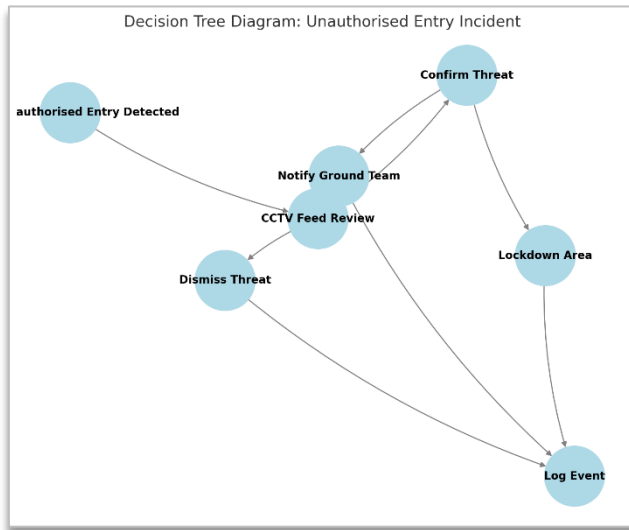 Decision Tree Diagram: Unauthorised Entry Incident
Confirm Threat
authorised Entry Detected
Notify Ground Team
CCTV Feed Review
Lockdown Area
Dismiss Threat
Log Event